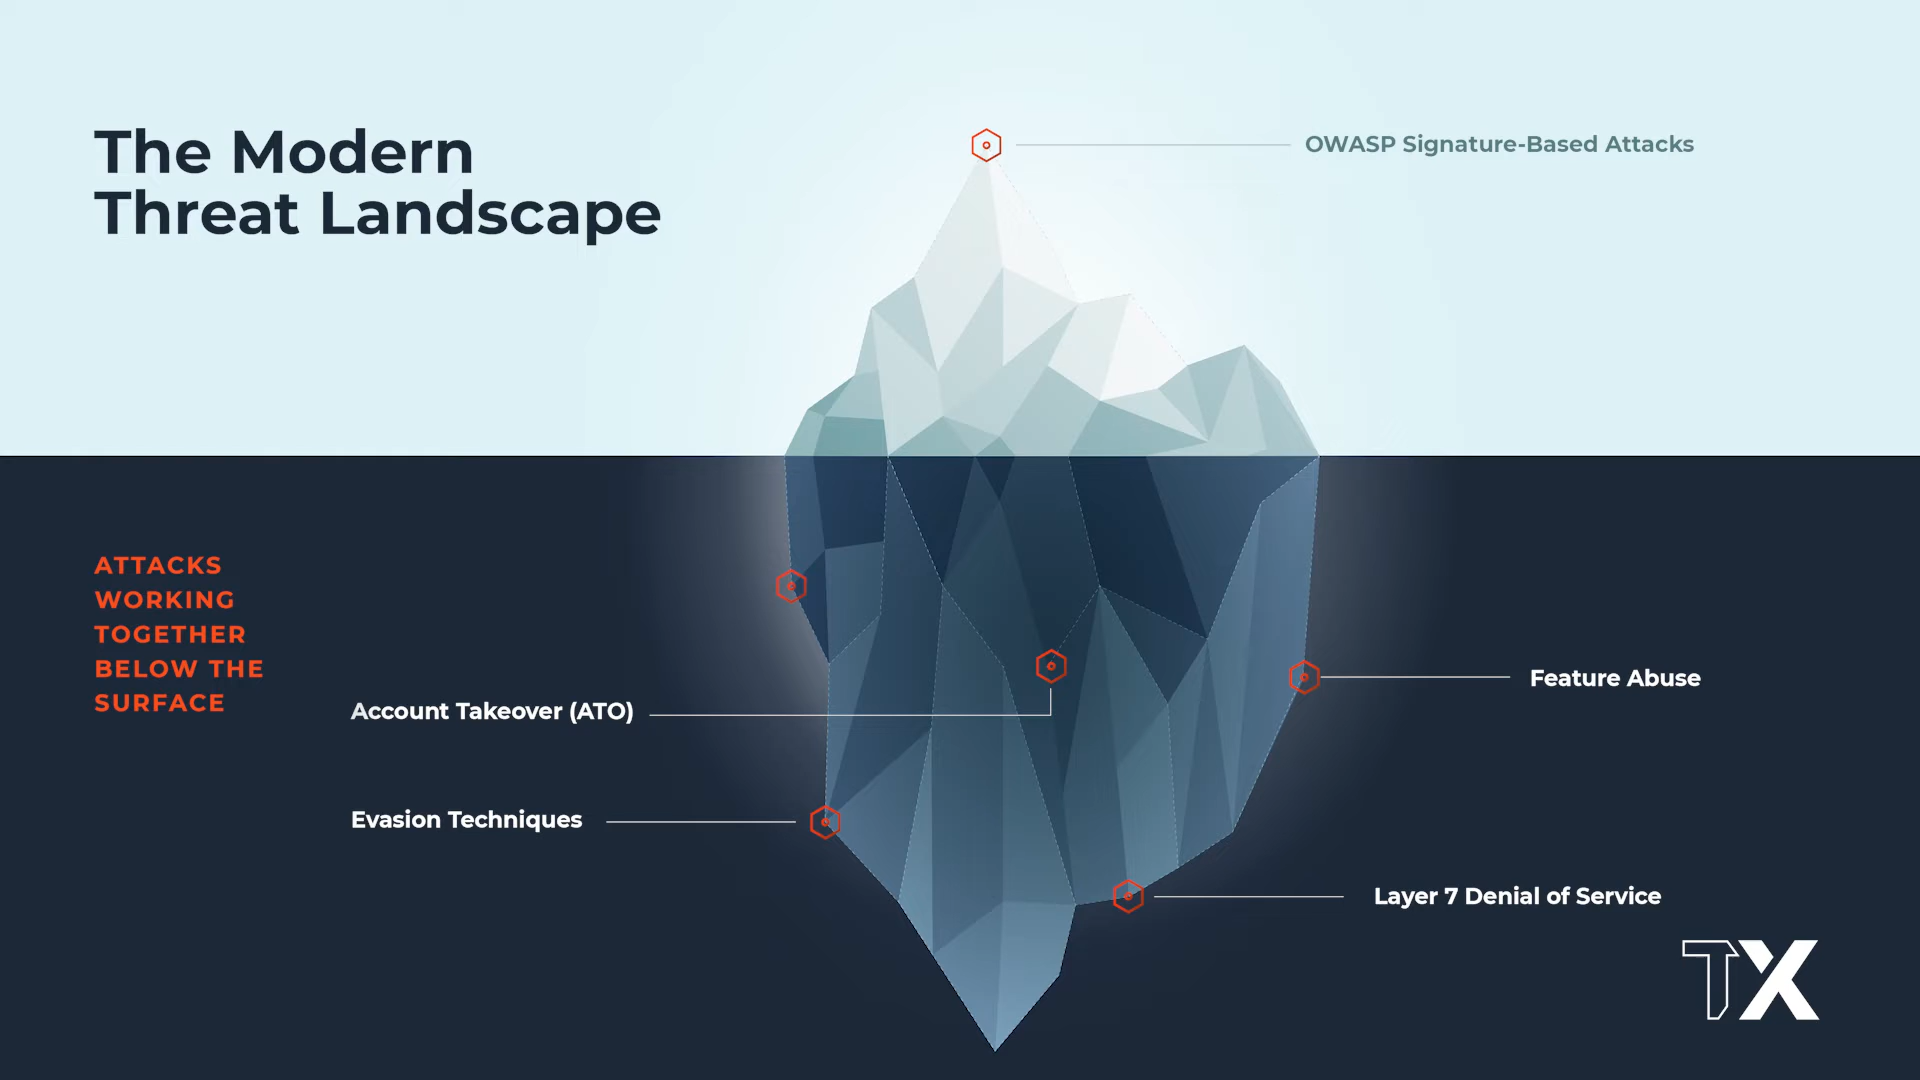 The Modern
Threat Landscape
OWASP Signature-Based Attacks
ATTACKS
WORKING
TOGETHER
BELOW THE
SURFACE
Account Takeover (ATO)
Feature Abuse
Evasion Techniques
Layer 7 Denial of Service
TX